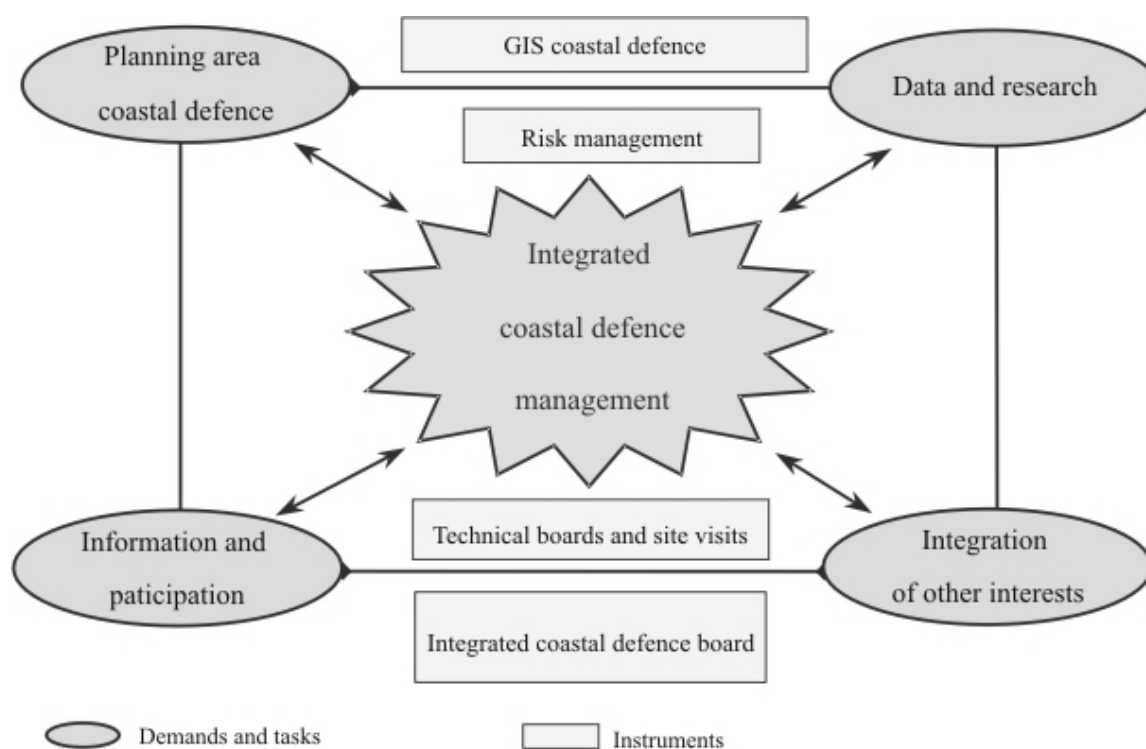 GIS coastal defence
Planning area
coastal defence
Data and research
Risk management
Integrated
coastal defence
management
Technical boards and site visits
Information and
paticipation
Integration
of other interests
Integrated coastal defence board
Demands and tasks
Instruments